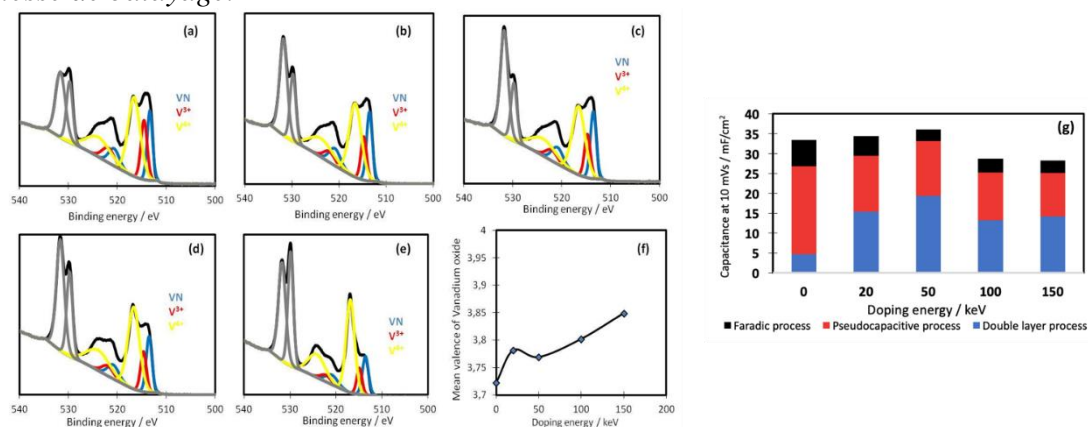 de balayage.
(a)
VN
V³⁺
V⁴⁺
540 530 520 510 500
Binding energy / eV
(b)
VN
V³⁺
V⁴⁺
540 530 520 510 500
Binding energy / eV
(c)
VN
V³⁺
V⁴⁺
540 530 520 510 500
Binding energy / eV
(d)
VN
V³⁺
V⁴⁺
540 530 520 510 500
Binding energy / eV
(e)
VN
V³⁺
V⁴⁺
540 530 520 510 500
Binding energy / eV
(f)
Mean valence of Vanadium oxide
4
3,95
3,9
3,85
3,8
3,75
3,7
0 50 100 150 200
Doping energy / keV
(g)
Capacitance at 10 mVs / mF/cm²
40
35
30
25
20
15
10
5
0
0 20 50 100 150
Doping energy / keV
Faradic process Pseudocapacitive process Double layer process